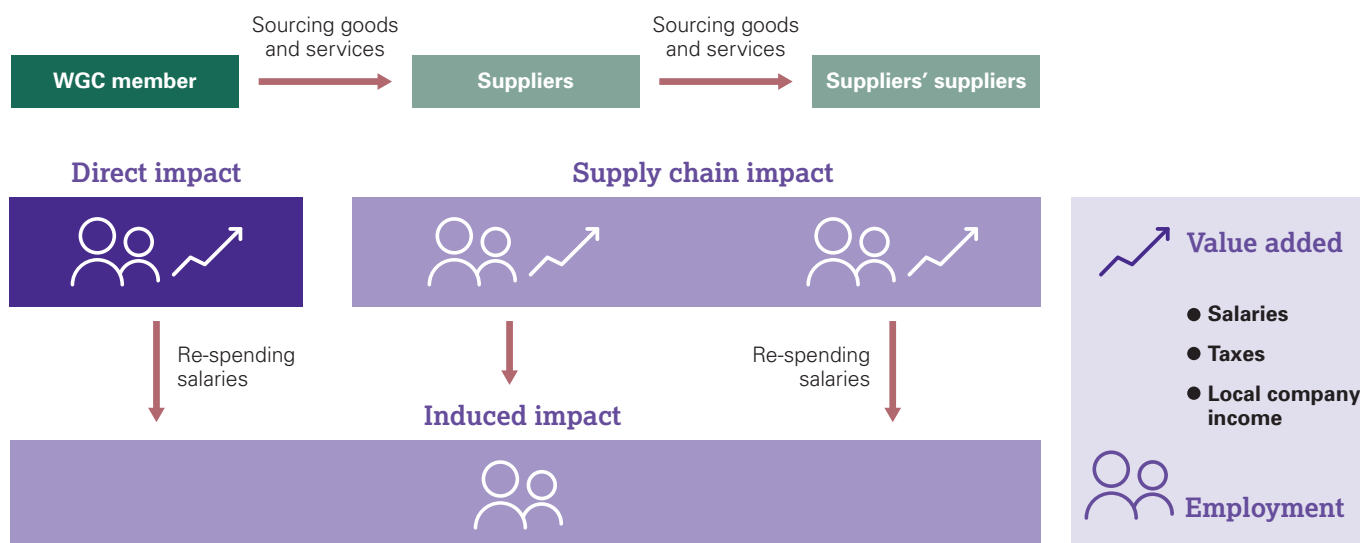 Sourcing goods
and services
Sourcing goods
and services
WGC member
Suppliers
Suppliers’ suppliers
Direct impact
Supply chain impact
Value added
● Salaries
● Taxes
● Local company
income
Re-spending
salaries
Re-spending
salaries
Induced impact
Employment